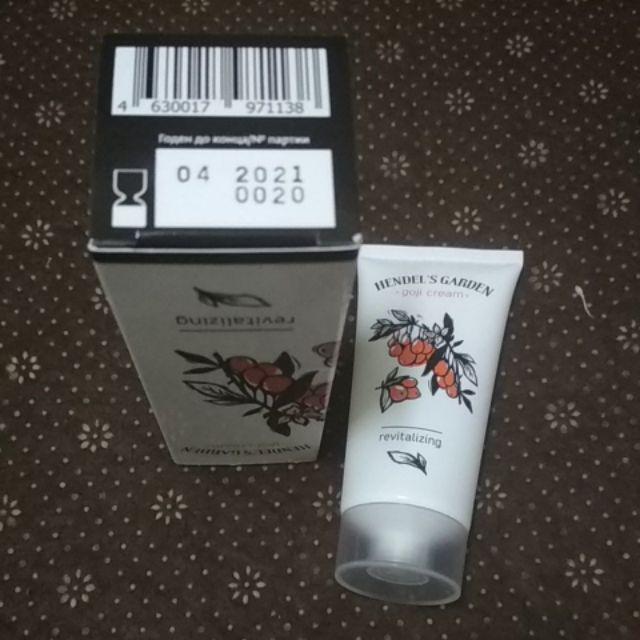 4 630017 971138
Годен до конца/№ партии
04 2021
0020
revitalizing
HENDEL'S GARDEN
HENDEL'S GARDEN
goji cream
revitalizing